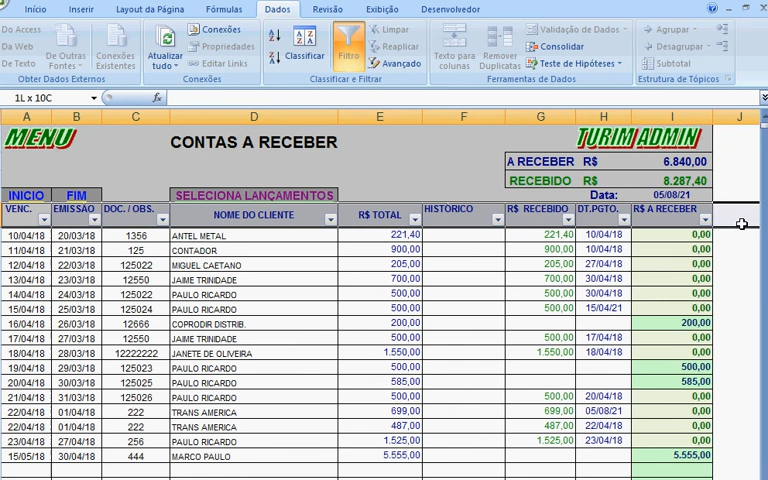 Início Inserir Layout da Página Fórmulas Dados Revisão Exibição Desenvolvedor
Do Access
Da Web
De Texto
De Outras Fontes
Conexões Existentes
Obter Dados Externos
Atualizar tudo
Conexões
Propriedades
Editar Links
Conexões
Classificar
Filtro
Limpar
Reaplicar
Avançado
Classificar e Filtrar
Texto para colunas
Remover Duplicatas
Validação de Dados
Consolidar
Teste de Hipóteses
Ferramentas de Dados
Agrupar
Desagrupar
Subtotal
Estrutura de Tópicos
1L x 10C fx
A B C D E F G H I J
MENU CONTAS A RECEBER TURIM ADMIN
A RECEBER R$ 6.840,00
RECEBIDO R$ 8.287,40
INICIO FIM SELECIONA LANÇAMENTOS Data: 05/08/21
VENC. EMISSÃO DOC. / OBS. NOME DO CLIENTE R$ TOTAL HISTÓRICO R$ RECEBIDO DT.PGTO. R$ A RECEBER
10/04/18 20/03/18 1356 ANTEL METAL 221,40 221,40 10/04/18 0,00
11/04/18 21/03/18 125 CONTADOR 900,00 900,00 10/04/18 0,00
12/04/18 22/03/18 125022 MIGUEL CAETANO 205,00 205,00 27/04/18 0,00
13/04/18 23/03/18 12550 JAIME TRINIDADE 700,00 700,00 30/04/18 0,00
14/04/18 24/03/18 125022 PAULO RICARDO 500,00 500,00 30/04/18 0,00
15/04/18 25/03/18 125024 PAULO RICARDO 500,00 500,00 15/04/21 0,00
16/04/18 26/03/18 12666 COPRODIR DISTRIB. 200,00 200,00
17/04/18 27/03/18 12550 JAIME TRINIDADE 500,00 500,00 17/04/18 0,00
18/04/18 28/03/18 12222222 JANETE DE OLIVEIRA 1.550,00 1.550,00 18/04/18 0,00
19/04/18 29/03/18 125023 PAULO RICARDO 500,00 500,00
20/04/18 30/03/18 125025 PAULO RICARDO 585,00 585,00
21/04/18 31/03/18 125026 PAULO RICARDO 500,00 500,00 20/04/18 0,00
22/04/18 01/04/18 222 TRANS AMERICA 699,00 699,00 05/08/21 0,00
22/04/18 01/04/18 222 TRANS AMERICA 487,00 487,00 22/04/18 0,00
23/04/18 27/04/18 256 PAULO RICARDO 1.525,00 1.525,00 23/04/18 0,00
15/05/18 30/04/18 444 MARCO PAULO 5.555,00 5.555,00